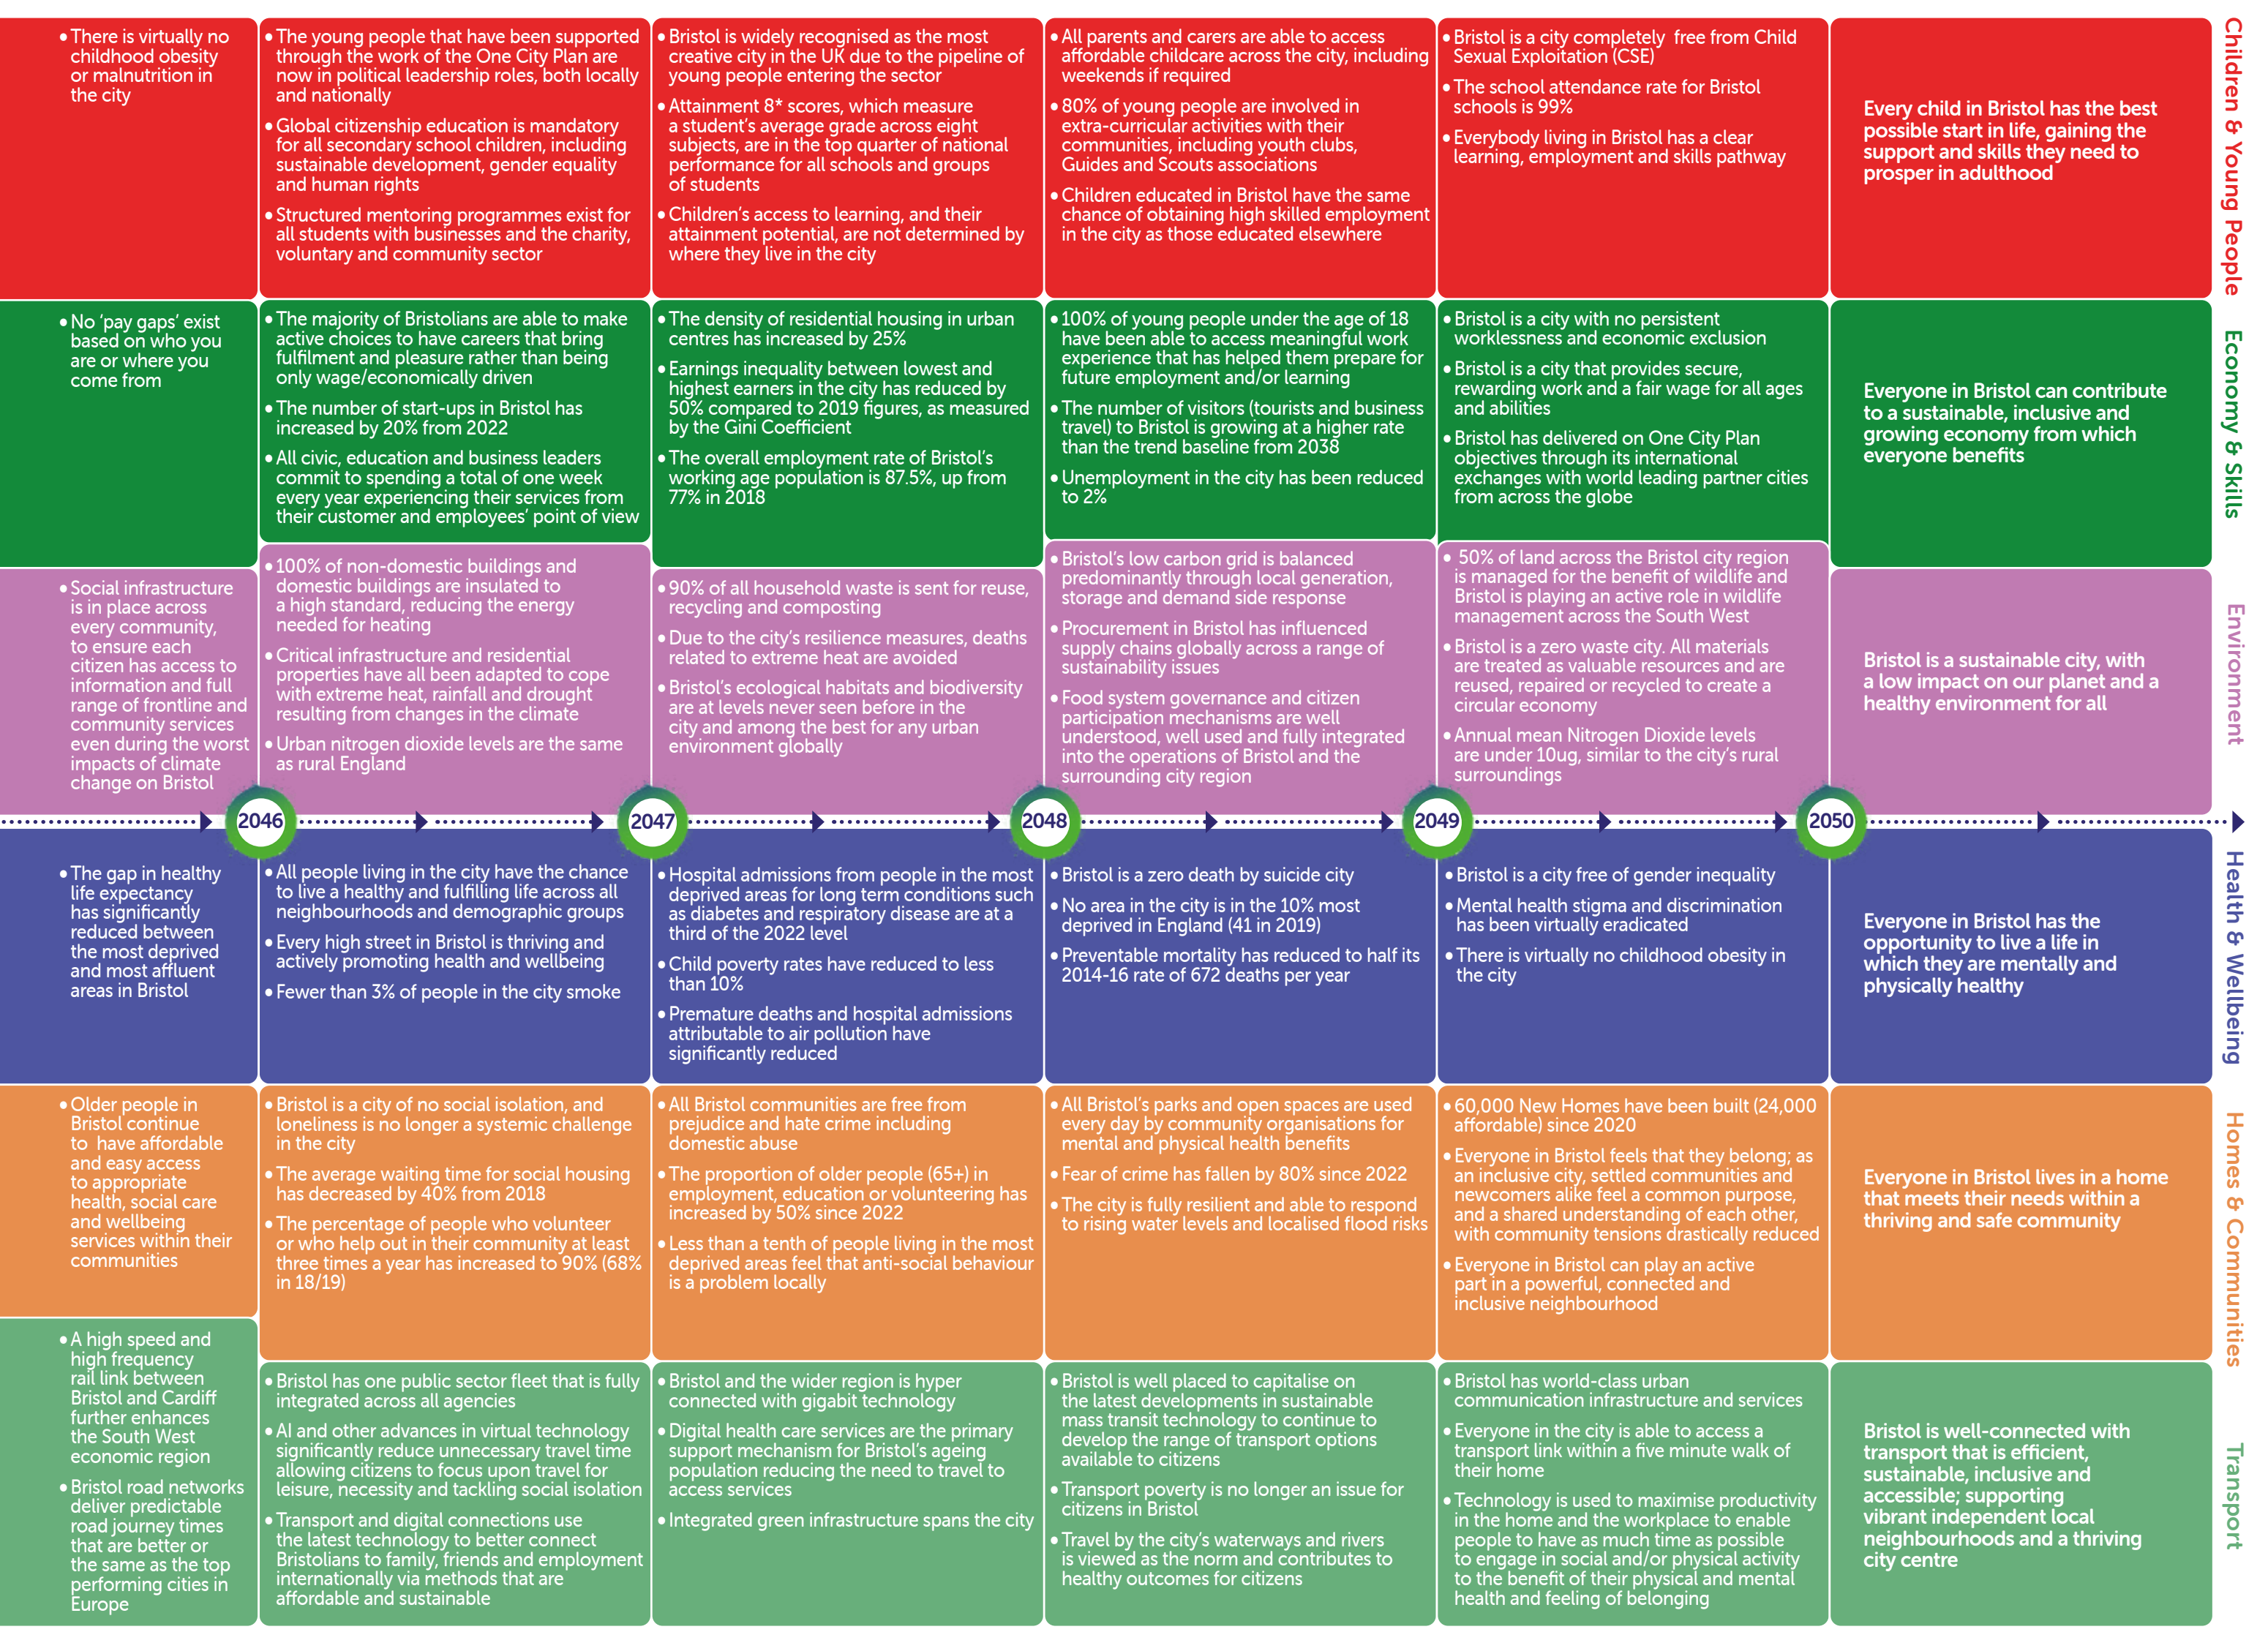 • There is virtually no
childhood obesity
or malnutrition in
the city
• The young people that have been supported
through the work of the One City Plan are
now in political leadership roles, both locally
and nationally
• Global citizenship education is mandatory
for all secondary school children, including
sustainable development, gender equality
and human rights
• Structured mentoring programmes exist for
all students with businesses and the charity,
voluntary and community sector
• Bristol is widely recognised as the most
creative city in the UK due to the pipeline of
young people entering the sector
• Attainment 8* scores, which measure
a student's average grade across eight
subjects, are in the top quarter of national
performance for all schools and groups
of students
• Children's access to learning, and their
attainment potential, are not determined by
where they live in the city
• All parents and carers are able to access
affordable childcare across the city, including
weekends if required
• 80% of young people are involved in
extra-curricular activities with their
communities, including youth clubs,
Guides and Scouts associations
• Children educated in Bristol have the same
chance of obtaining high skilled employment
in the city as those educated elsewhere
• Bristol is a city completely free from Child
Sexual Exploitation (CSE)
• The school attendance rate for Bristol
schools is 99%
• Everybody living in Bristol has a clear
learning, employment and skills pathway
Every child in Bristol has the best
possible start in life, gaining the
support and skills they need to
prosper in adulthood
Children & Young People
• No 'pay gaps' exist
based on who you
are or where you
come from
• The majority of Bristolians are able to make
active choices to have careers that bring
fulfilment and pleasure rather than being
only wage/economically driven
• The number of start-ups in Bristol has
increased by 20% from 2022
• All civic, education and business leaders
commit to spending a total of one week
every year experiencing their services from
their customer and employees' point of view
• The density of residential housing in urban
centres has increased by 25%
• Earnings inequality between lowest and
highest earners in the city has reduced by
50% compared to 2019 figures, as measured
by the Gini Coefficient
• The overall employment rate of Bristol's
working age population is 87.5%, up from
77% in 2018
• 100% of young people under the age of 18
have been able to access meaningful work
experience that has helped them prepare for
future employment and/or learning
• The number of visitors (tourists and business
travel) to Bristol is growing at a higher rate
than the trend baseline from 2038
• Unemployment in the city has been reduced
to 2%
• Bristol is a city with no persistent
worklessness and economic exclusion
• Bristol is a city that provides secure,
rewarding work and a fair wage for all ages
and abilities
• Bristol has delivered on One City Plan
objectives through its international
exchanges with world leading partner cities
from across the globe
Everyone in Bristol can contribute
to a sustainable, inclusive and
growing economy from which
everyone benefits
Economy & Skills
• Social infrastructure
is in place across
every community,
to ensure each
citizen has access to
information and full
range of frontline and
community services
even during the worst
impacts of climate
change on Bristol
• 100% of non-domestic buildings and
domestic buildings are insulated to
a high standard, reducing the energy
needed for heating
• Critical infrastructure and residential
properties have all been adapted to cope
with extreme heat, rainfall and drought
resulting from changes in the climate
• Urban nitrogen dioxide levels are the same
as rural England
• 90% of all household waste is sent for reuse,
recycling and composting
• Due to the city's resilience measures, deaths
related to extreme heat are avoided
• Bristol's ecological habitats and biodiversity
are at levels never seen before in the
city and among the best for any urban
environment globally
• Bristol's low carbon grid is balanced
predominantly through local generation,
storage and demand side response
• Procurement in Bristol has influenced
supply chains globally across a range of
sustainability issues
• Food system governance and citizen
participation mechanisms are well
understood, well used and fully integrated
into the operations of Bristol and the
surrounding city region
• 50% of land across the Bristol city region
is managed for the benefit of wildlife and
Bristol is playing an active role in wildlife
management across the South West
• Bristol is a zero waste city. All materials
are treated as valuable resources and are
reused, repaired or recycled to create a
circular economy
• Annual mean Nitrogen Dioxide levels
are under 10ug, similar to the city's rural
surroundings
Bristol is a sustainable city, with
a low impact on our planet and a
healthy environment for all
Environment
2046
2047
2048
2049
2050
• The gap in healthy
life expectancy
has significantly
reduced between
the most deprived
and most affluent
areas in Bristol
• All people living in the city have the chance
to live a healthy and fulfilling life across all
neighbourhoods and demographic groups
• Every high street in Bristol is thriving and
actively promoting health and wellbeing
• Fewer than 3% of people in the city smoke
• Hospital admissions from people in the most
deprived areas for long term conditions such
as diabetes and respiratory disease are at a
third of the 2022 level
• Child poverty rates have reduced to less
than 10%
• Premature deaths and hospital admissions
attributable to air pollution have
significantly reduced
• Bristol is a zero death by suicide city
• No area in the city is in the 10% most
deprived in England (41 in 2019)
• Preventable mortality has reduced to half its
2014-16 rate of 672 deaths per year
• Bristol is a city free of gender inequality
• Mental health stigma and discrimination
has been virtually eradicated
• There is virtually no childhood obesity in
the city
Everyone in Bristol has the
opportunity to live a life in
which they are mentally and
physically healthy
Health & Wellbeing
• Older people in
Bristol continue
to have affordable
and easy access
to appropriate
health, social care
and wellbeing
services within their
communities
• Bristol is a city of no social isolation, and
loneliness is no longer a systemic challenge
in the city
• The average waiting time for social housing
has decreased by 40% from 2018
• The percentage of people who volunteer
or who help out in their community at least
three times a year has increased to 90% (68%
in 18/19)
• All Bristol communities are free from
prejudice and hate crime including
domestic abuse
• The proportion of older people (65+) in
employment, education or volunteering has
increased by 50% since 2022
• Less than a tenth of people living in the most
deprived areas feel that anti-social behaviour
is a problem locally
• All Bristol's parks and open spaces are used
every day by community organisations for
mental and physical health benefits
• Fear of crime has fallen by 80% since 2022
• The city is fully resilient and able to respond
to rising water levels and localised flood risks
• 60,000 New Homes have been built (24,000
affordable) since 2020
• Everyone in Bristol feels that they belong; as
an inclusive city, settled communities and
newcomers alike feel a common purpose,
and a shared understanding of each other,
with community tensions drastically reduced
• Everyone in Bristol can play an active
part in a powerful, connected and
inclusive neighbourhood
Everyone in Bristol lives in a home
that meets their needs within a
thriving and safe community
Homes & Communities
• A high speed and
high frequency
rail link between
Bristol and Cardiff
further enhances
the South West
economic region
• Bristol road networks
deliver predictable
road journey times
that are better or
the same as the top
performing cities in
Europe
• Bristol has one public sector fleet that is fully
integrated across all agencies
• AI and other advances in virtual technology
significantly reduce unnecessary travel time
allowing citizens to focus upon travel for
leisure, necessity and tackling social isolation
• Transport and digital connections use
the latest technology to better connect
Bristolians to family, friends and employment
internationally via methods that are
affordable and sustainable
• Bristol and the wider region is hyper
connected with gigabit technology
• Digital health care services are the primary
support mechanism for Bristol's ageing
population reducing the need to travel to
access services
• Integrated green infrastructure spans the city
• Bristol is well placed to capitalise on
the latest developments in sustainable
mass transit technology to continue to
develop the range of transport options
available to citizens
• Transport poverty is no longer an issue for
citizens in Bristol
• Travel by the city's waterways and rivers
is viewed as the norm and contributes to
healthy outcomes for citizens
• Bristol has world-class urban
communication infrastructure and services
• Everyone in the city is able to access a
transport link within a five minute walk of
their home
• Technology is used to maximise productivity
in the home and the workplace to enable
people to have as much time as possible
to engage in social and/or physical activity
to the benefit of their physical and mental
health and feeling of belonging
Bristol is well-connected with
transport that is efficient,
sustainable, inclusive and
accessible; supporting
vibrant independent local
neighbourhoods and a thriving
city centre
Transport